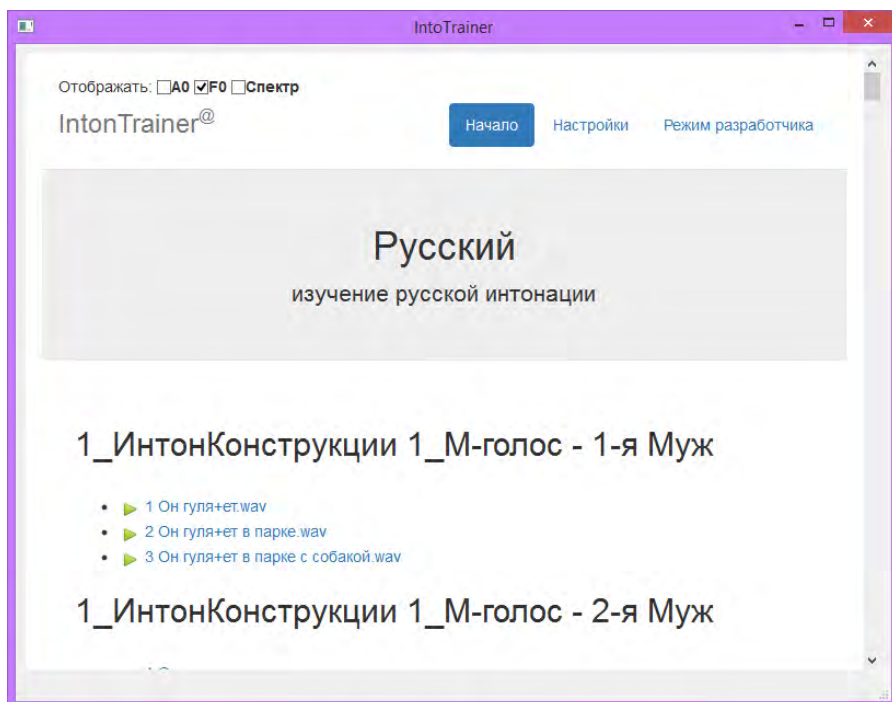 IntoTrainer
Отображать: A0 F0 Спектр
IntonTrainer@
Начало Настройки Режим разработчика
Русский
изучение русской интонации
1_ИнтонКонструкции 1_М-голос - 1-я Муж
1 Он гуля+ет.wav
2 Он гуля+ет в парке.wav
3 Он гуля+ет в парке с собакой.wav
1_ИнтонКонструкции 1_М-голос - 2-я Муж